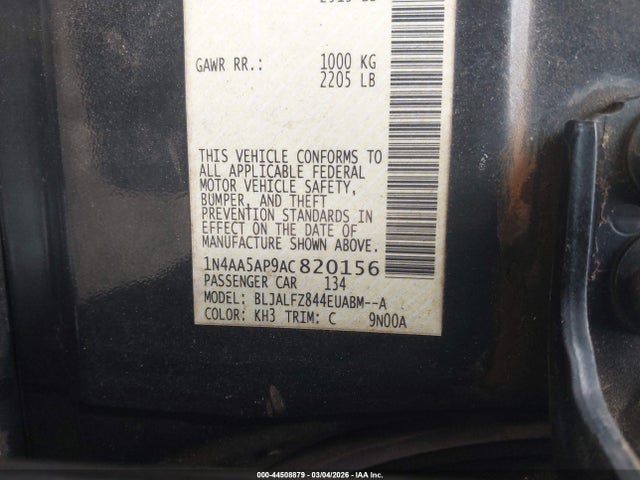 GAWR RR.: 1000 KG
2205 LB
THIS VEHICLE CONFORMS TO
ALL APPLICABLE FEDERAL
MOTOR VEHICLE SAFETY,
BUMPER, AND THEFT
PREVENTION STANDARDS IN
EFFECT ON THE DATE OF
MANUFACTURE SHOWN ABOVE.
1N4AA5AP9AC 820156
PASSENGER CAR 134
MODEL: BLJALFZ844EUABM--A
COLOR: KH3 TRIM: C 9N00A
000-44508879 | 03/04/2026 - IAA, Inc.